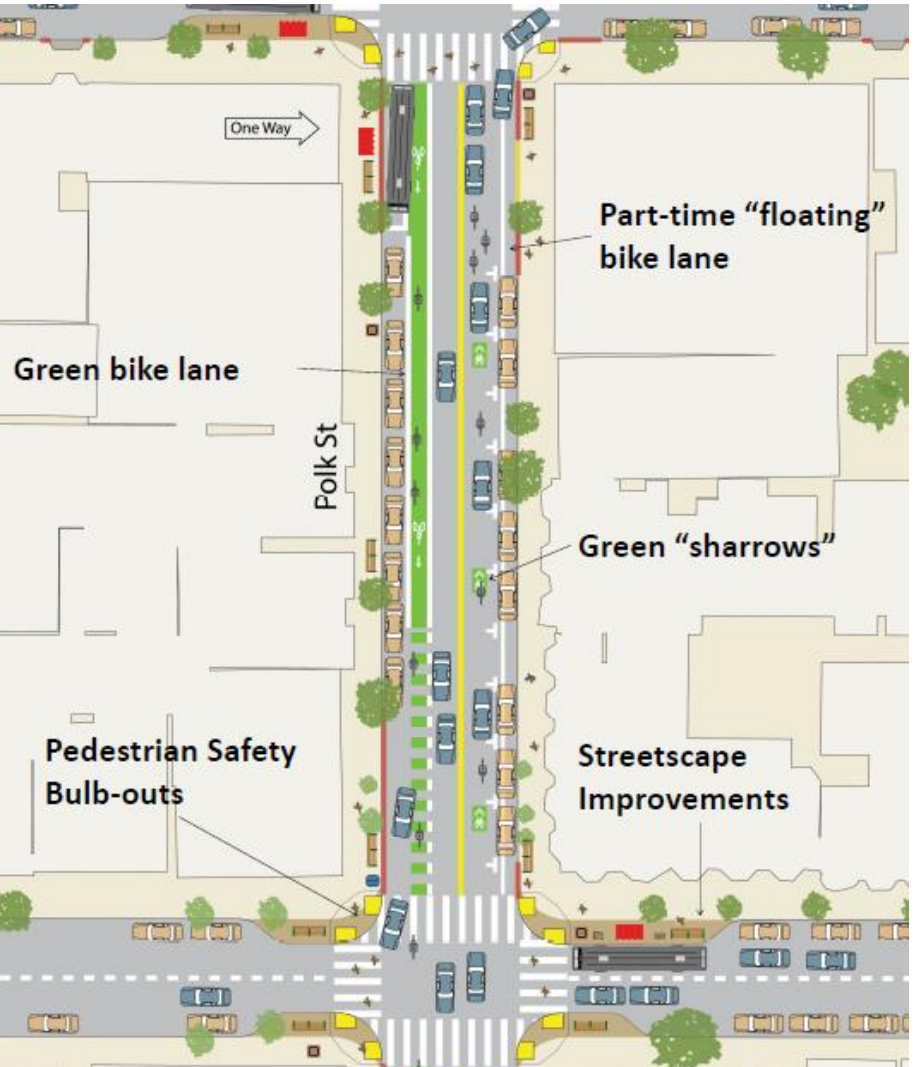 One Way
Part-time “floating”
bike lane
Green bike lane
Polk St
Green “sharrows”
Pedestrian Safety
Bulb-outs
Streetscape
Improvements